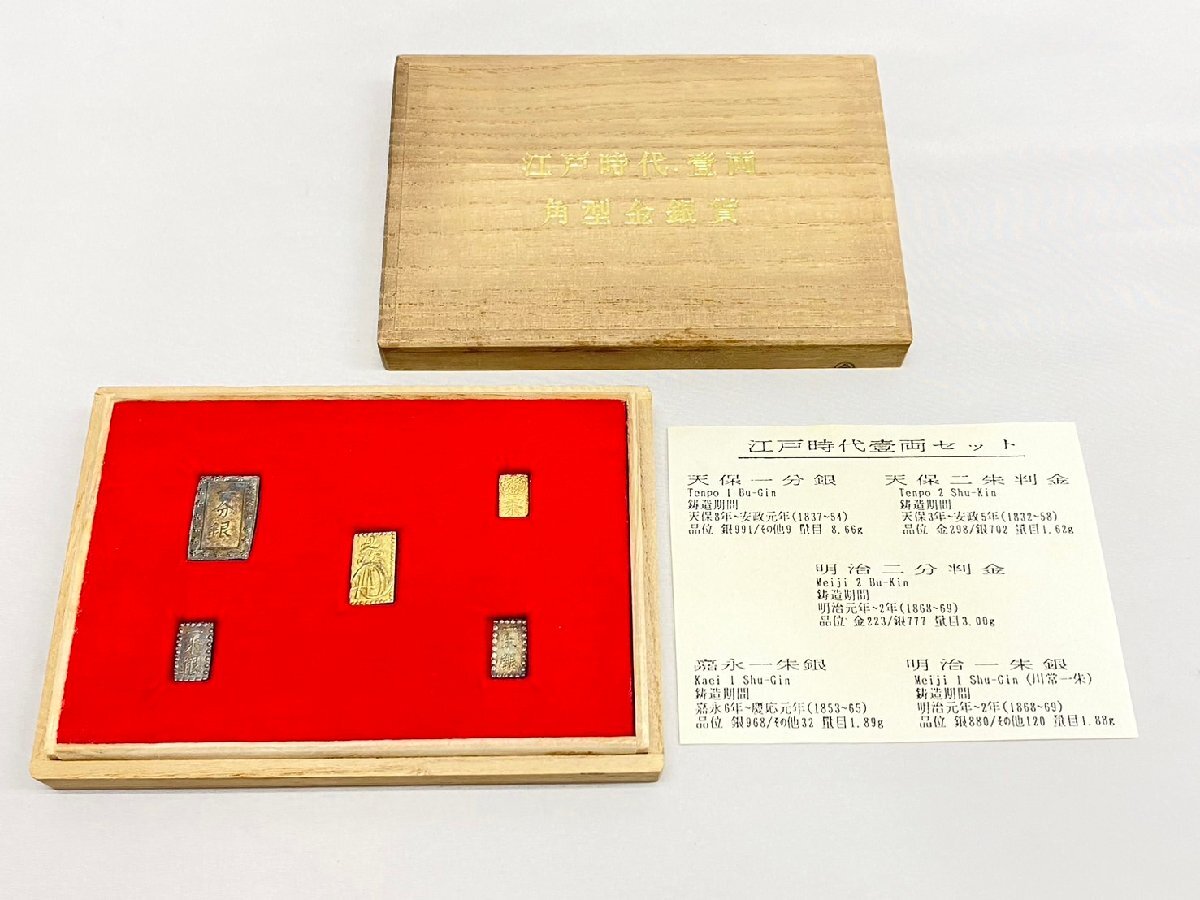 江戸時代・壹両
角型金銀貨
江戸時代壹両セット
天保一分銀
Tenpo 1 Bu-Gin
鋳造期間
天保8年~安政元年(1837~54)
品位 銀991/その他9 量目 8.66g
天保二朱判金
Tenpo 2 Shu-Kin
鋳造期間
天保3年~安政5年(1832~58)
品位 金298/銀702 量目1.62g
明治二分判金
Meiji 2 Bu-Kin
鋳造期間
明治元年~2年(1868~69)
品位 金223/銀777 量目3.00g
嘉永一朱銀
Kaei 1 Shu-Gin
鋳造期間
嘉永6年~慶応元年(1853~65)
品位 銀968/その他32 量目1.89g
明治一朱銀
Meiji 1 Shu-Gin (川常一朱)
鋳造期間
明治元年~2年(1868~69)
品位 銀880/その他120 量目1.88g
一分銀
一朱銀
一朱銀